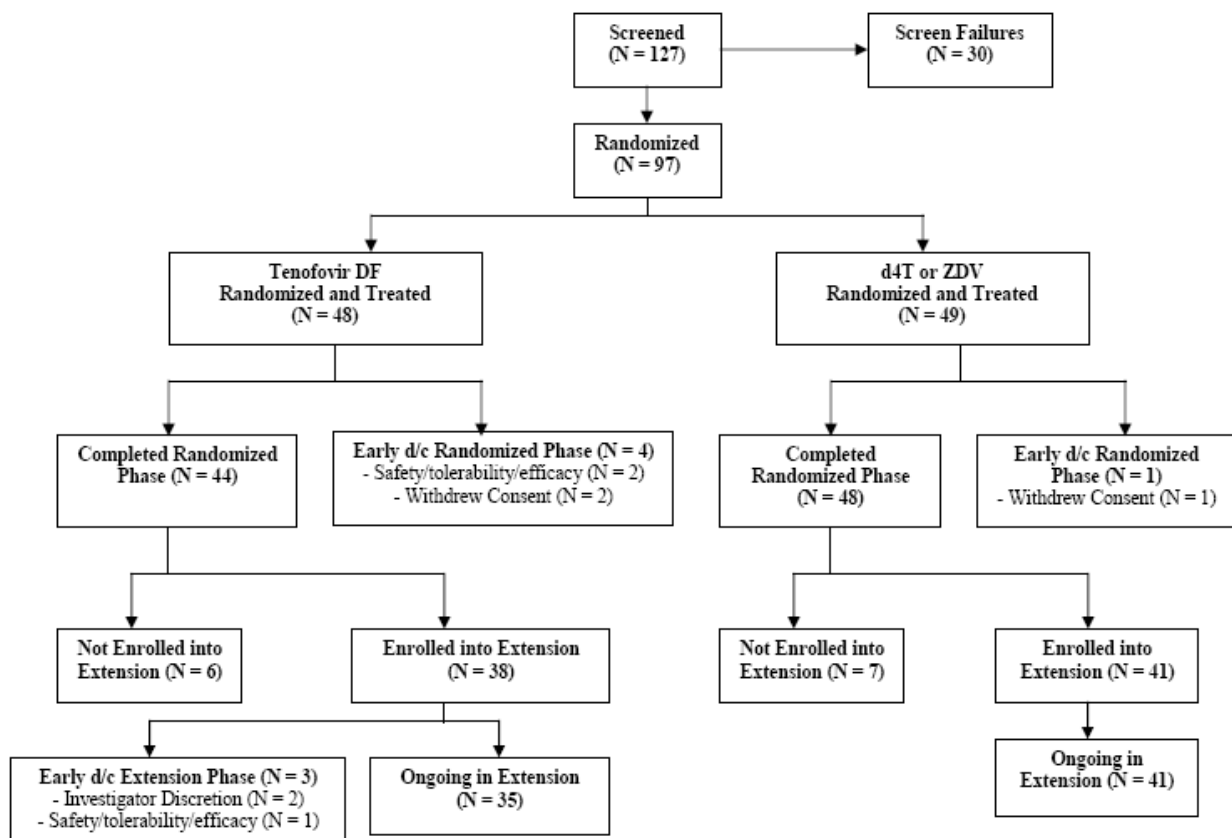 Screened
(N = 127)
Screen Failures
(N = 30)
Randomized
(N = 97)
Tenofovir DF
Randomized and Treated
(N = 48)
d4T or ZDV
Randomized and Treated
(N = 49)
Completed Randomized
Phase (N = 44)
Early d/c Randomized Phase (N = 4)
- Safety/tolerability/efficacy (N = 2)
- Withdrew Consent (N = 2)
Completed
Randomized Phase
(N = 48)
Early d/c Randomized
Phase (N = 1)
- Withdrew Consent (N = 1)
Not Enrolled into
Extension (N = 6)
Enrolled into Extension
(N = 38)
Not Enrolled into
Extension (N = 7)
Enrolled into
Extension (N = 41)
Early d/c Extension Phase (N = 3)
- Investigator Discretion (N = 2)
- Safety/tolerability/efficacy (N = 1)
Ongoing in Extension
(N = 35)
Ongoing in
Extension (N = 41)